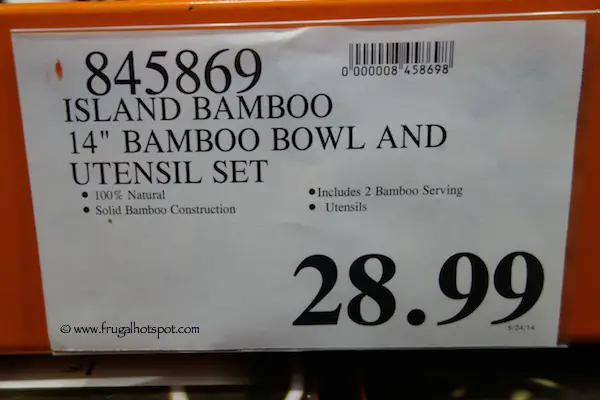 845869
0 000008 458698
ISLAND BAMBOO
14" BAMBOO BOWL AND
UTENSIL SET
• 100% Natural
• Solid Bamboo Construction
• Includes 2 Bamboo Serving
• Utensils
28.99
5/24/14
© www.frugalhotspot.com